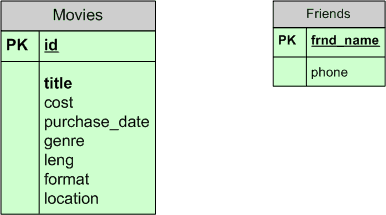 Movies
PK id
title
cost
purchase_date
genre
leng
format
location
Friends
PK frnd_name
phone